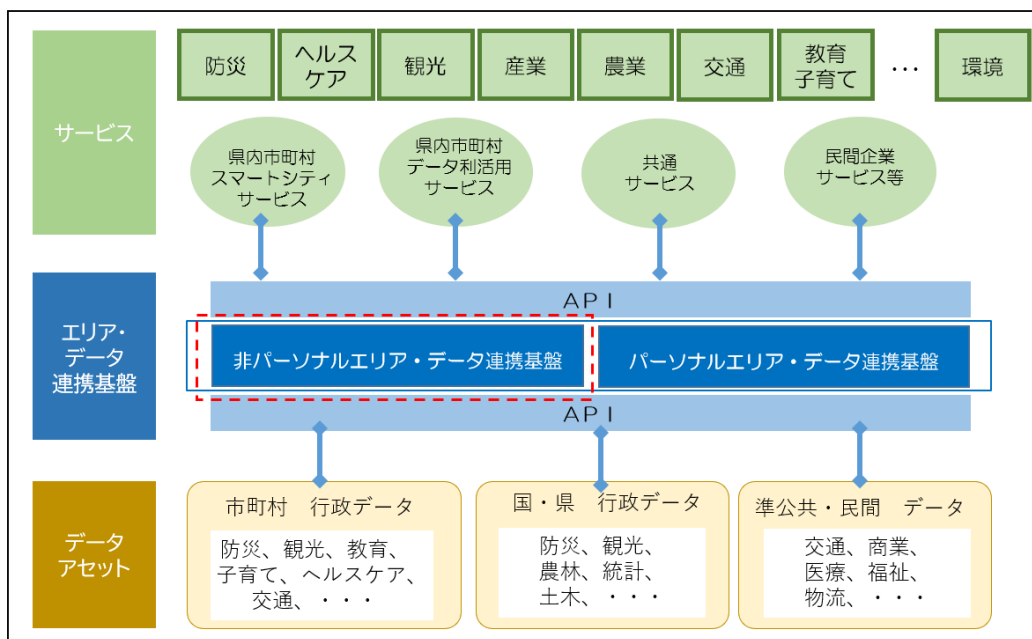 サービス
防災
ヘルス
ケア
観光
産業
農業
交通
教育
子育て
･･･
環境
県内市町村
スマートシティ
サービス
県内市町村
データ利活用
サービス
共通
サービス
民間企業
サービス等
エリア・
データ
連携基盤
ＡＰＩ
非パーソナルエリア・データ連携基盤
パーソナルエリア・データ連携基盤
ＡＰＩ
データ
アセット
市町村　行政データ
防災、観光、教育、
子育て、ヘルスケア、
交通、・・・
国・県　行政データ
防災、観光、
農林、統計、
土木、・・・
準公共・民間　データ
交通、商業、
医療、福祉、
物流、・・・